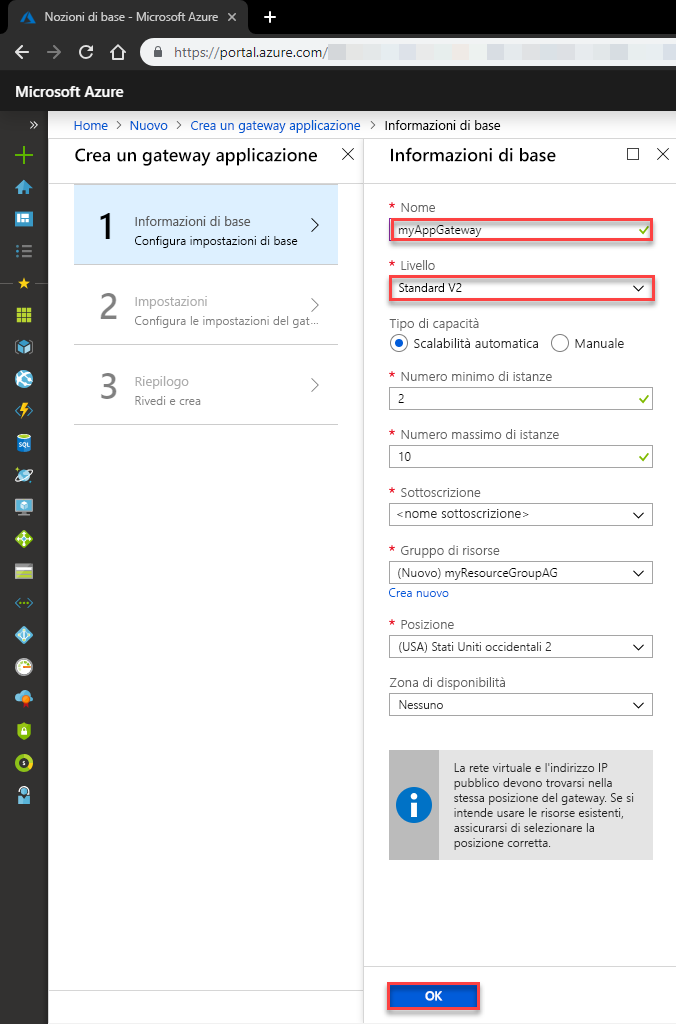 Nozioni di base - Microsoft Azure
https://portal.azure.com/
Microsoft Azure
Home > Nuovo > Crea un gateway applicazione > Informazioni di base
Crea un gateway applicazione
1
Informazioni di base
Configura impostazioni di base
2
Impostazioni
Configura le impostazioni del gat...
3
Riepilogo
Rivedi e crea
Informazioni di base
* Nome
myAppGateway
* Livello
Standard V2
Tipo di capacità
Scalabilità automatica Manuale
* Numero minimo di istanze
2
* Numero massimo di istanze
10
* Sottoscrizione
<nome sottoscrizione>
* Gruppo di risorse
(Nuovo) myResourceGroupAG
Crea nuovo
* Posizione
(USA) Stati Uniti occidentali 2
Zona di disponibilità
Nessuno
La rete virtuale e l'indirizzo IP
pubblico devono trovarsi nella
stessa posizione del gateway. Se si
intende usare le risorse esistenti,
assicurarsi di selezionare la
posizione corretta.
OK